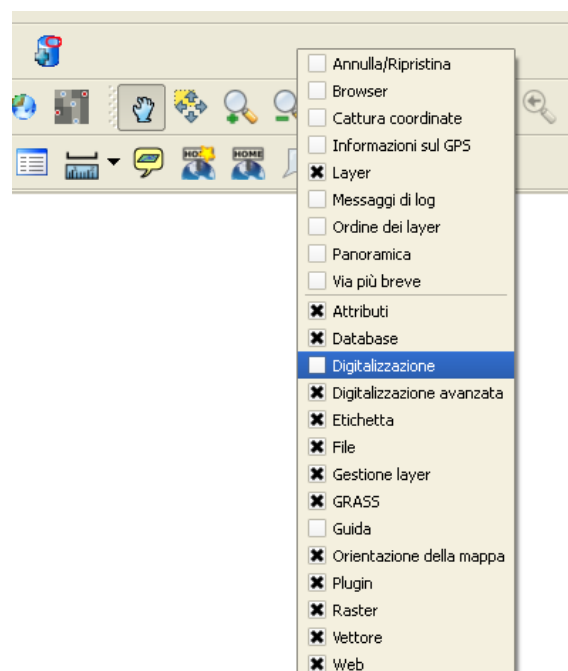 Annulla/Ripristina
Browser
Cattura coordinate
Informazioni sul GPS
Layer
Messaggi di log
Ordine dei layer
Panoramica
Via più breve
Attributi
Database
Digitalizzazione
Digitalizzazione avanzata
Etichetta
File
Gestione layer
GRASS
Guida
Orientazione della mappa
Plugin
Raster
Vettore
Web
HOME